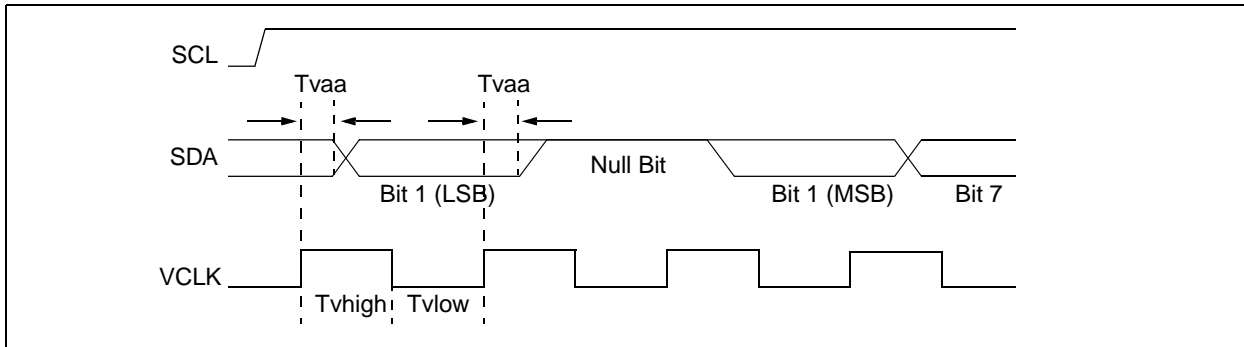 SCL
Tvaa Tvaa
SDA
Null Bit
Bit 1 (LSB) Bit 1 (MSB) Bit 7
VCLK
Tvhigh Tvlow